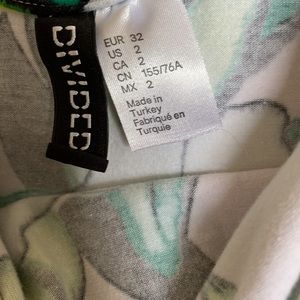 DIVIDED
EUR 32
US 2
CA 2
CN 155/76A
MX 2
Made in
Turkey
Fabriqué en
Turquie